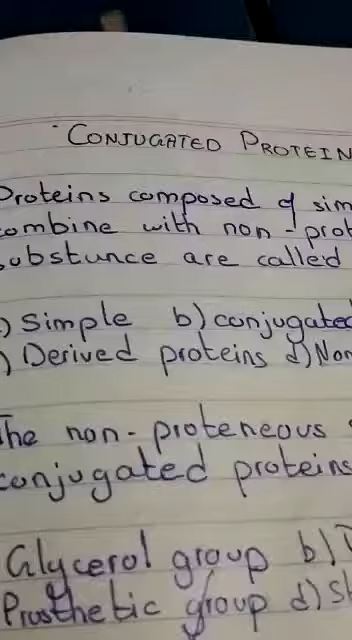 CONJUGATED PROTEIN
Proteins composed of sim
combine with non-prot
substunce are called
) Simple b) conjugated
) Derived proteins d) Non
The non-proteneous
conjugated proteins
Glycerol group b)
Prosthetic group d) S